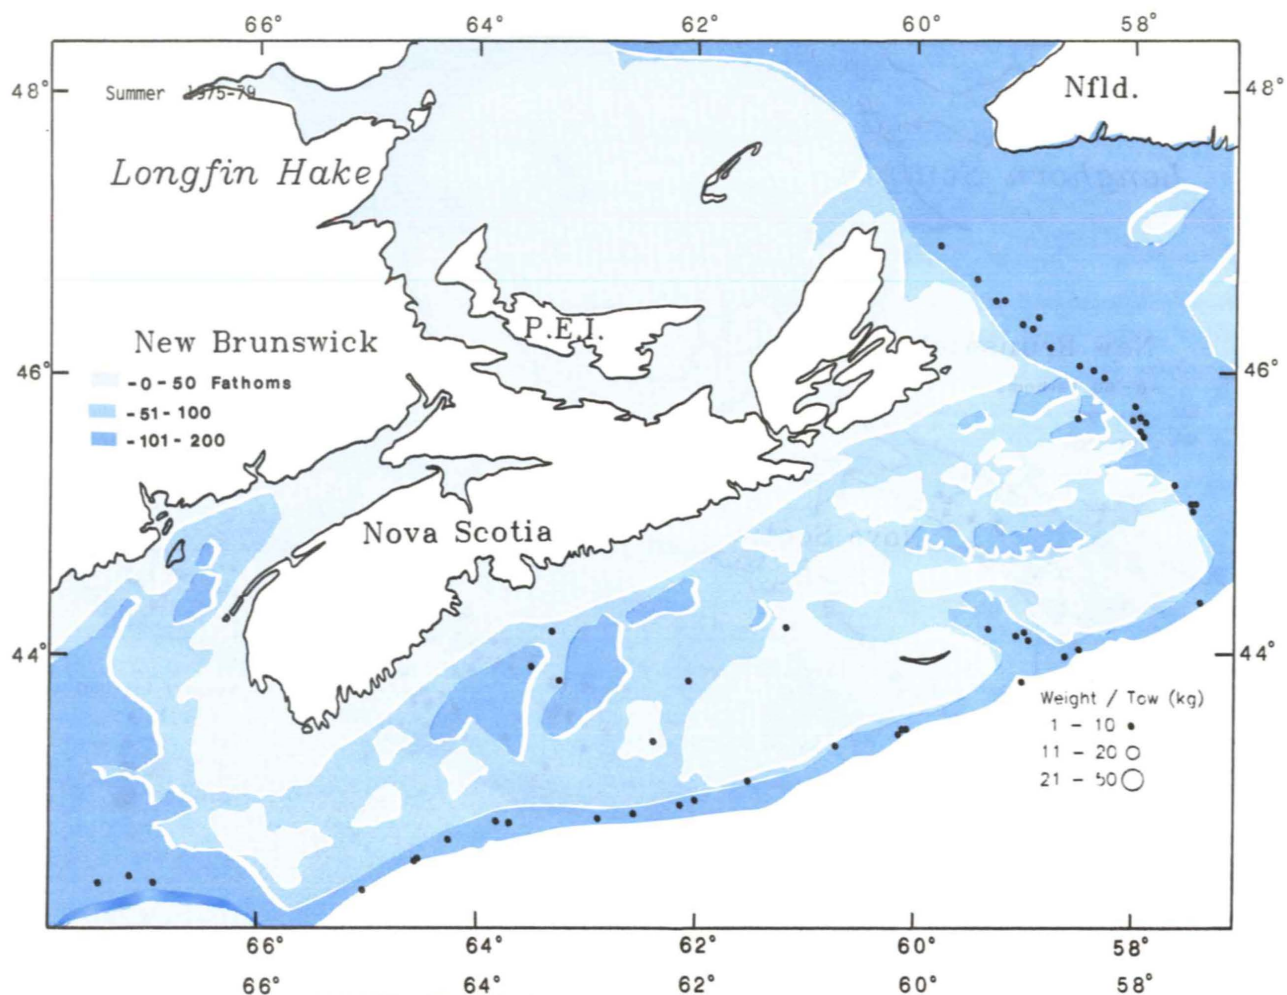 66° 64° 62° 60° 58°
48° 48°
Summer 1975-79
Nfld.
Longfin Hake
New Brunswick
P.E.I.
46° 46°
-0-50 Fathoms
-51-100
-101-200
Nova Scotia
44° 44°
Weight / Tow (kg)
1 - 10
11 - 20
21 - 50
66° 64° 62° 60° 58°
66° 64° 62° 60° 58°